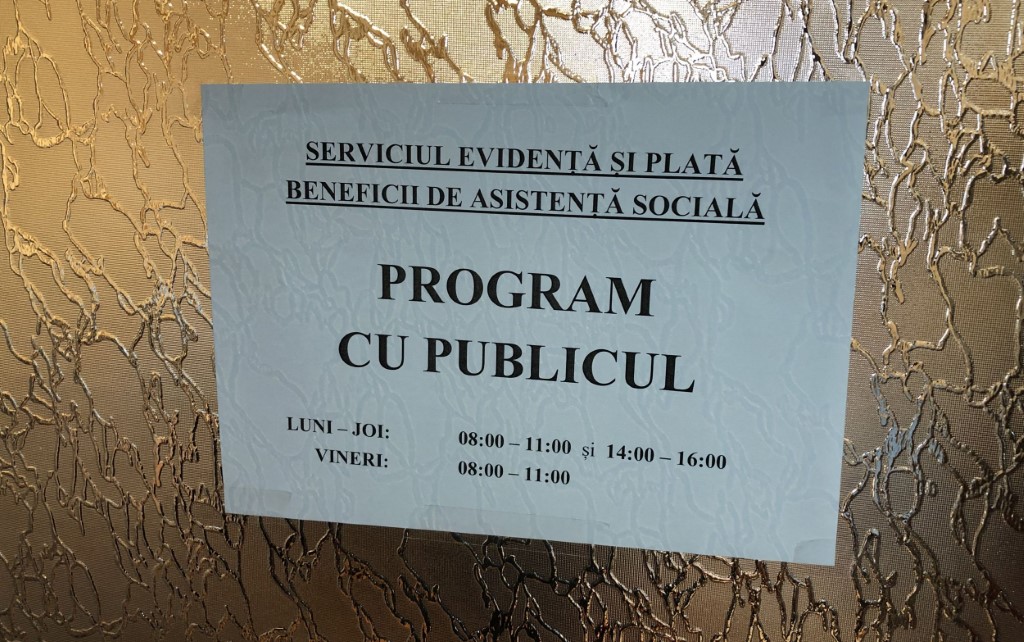 SERVICIUL EVIDENȚĂ ȘI PLATĂ
BENEFICII DE ASISTENȚĂ SOCIALĂ
PROGRAM
CU PUBLICUL
LUNI – JOI: 08:00 – 11:00 și 14:00 – 16:00
VINERI: 08:00 – 11:00